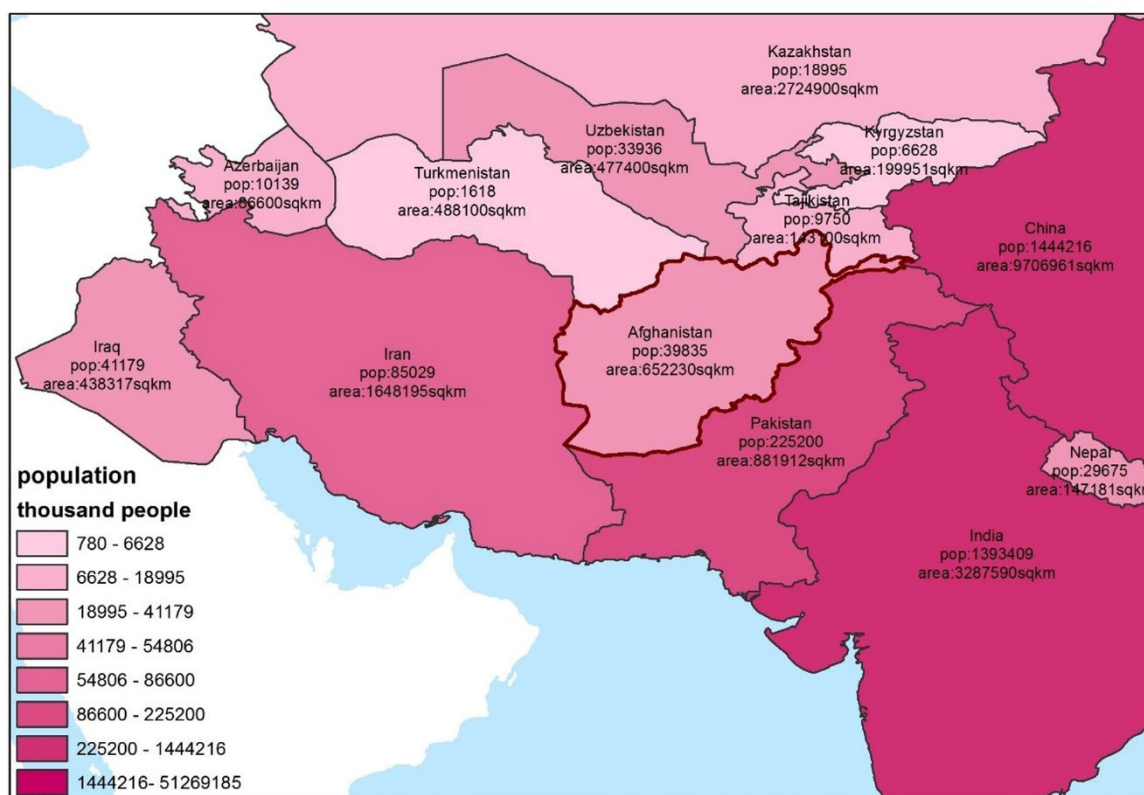 Kazakhstan
pop:18995
area:2724900sqkm
Uzbekistan
pop:33936
area:477400sqkm
Kyrgyzstan
pop:6628
area:199951sqkm
Azerbaijan
pop:10139
area:86600sqkm
Turkmenistan
pop:1618
area:488100sqkm
Tajikistan
pop:9750
area:143100sqkm
China
pop:1444216
area:9706961sqkm
Iraq
pop:41179
area:438317sqkm
Iran
pop:85029
area:1648195sqkm
Afghanistan
pop:39835
area:652230sqkm
Pakistan
pop:225200
area:881912sqkm
Nepal
pop:29675
area:147181sqkm
India
pop:1393409
area:3287590sqkm
population
thousand people
780 - 6628
6628 - 18995
18995 - 41179
41179 - 54806
54806 - 86600
86600 - 225200
225200 - 1444216
1444216- 51269185